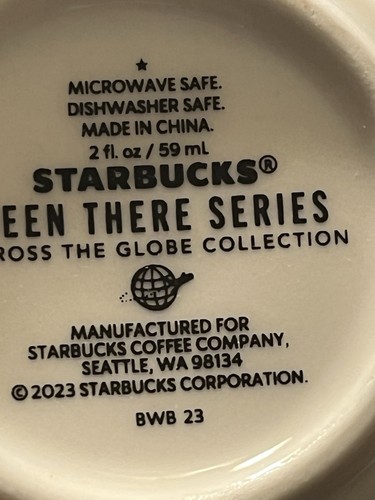 MICROWAVE SAFE.
DISHWASHER SAFE.
MADE IN CHINA.
2 fl. oz / 59 mL
STARBUCKS®
EEN THERE SERIES
ROSS THE GLOBE COLLECTION
MANUFACTURED FOR
STARBUCKS COFFEE COMPANY,
SEATTLE, WA 98134
© 2023 STARBUCKS CORPORATION.
BWB 23